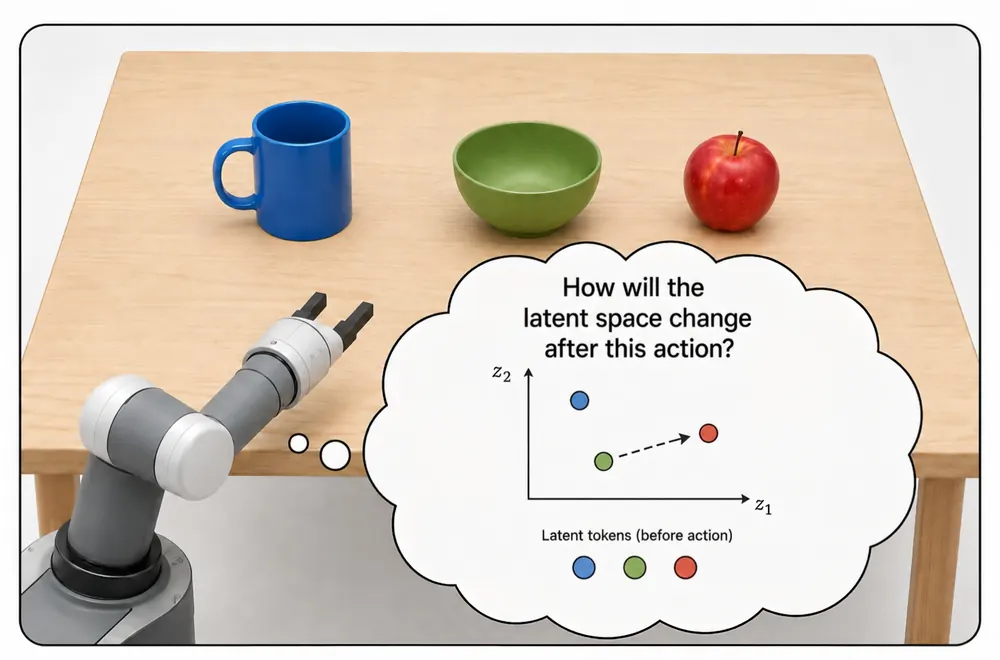 How will the
latent space change
after this action?
z₂
z₁
Latent tokens (before action)